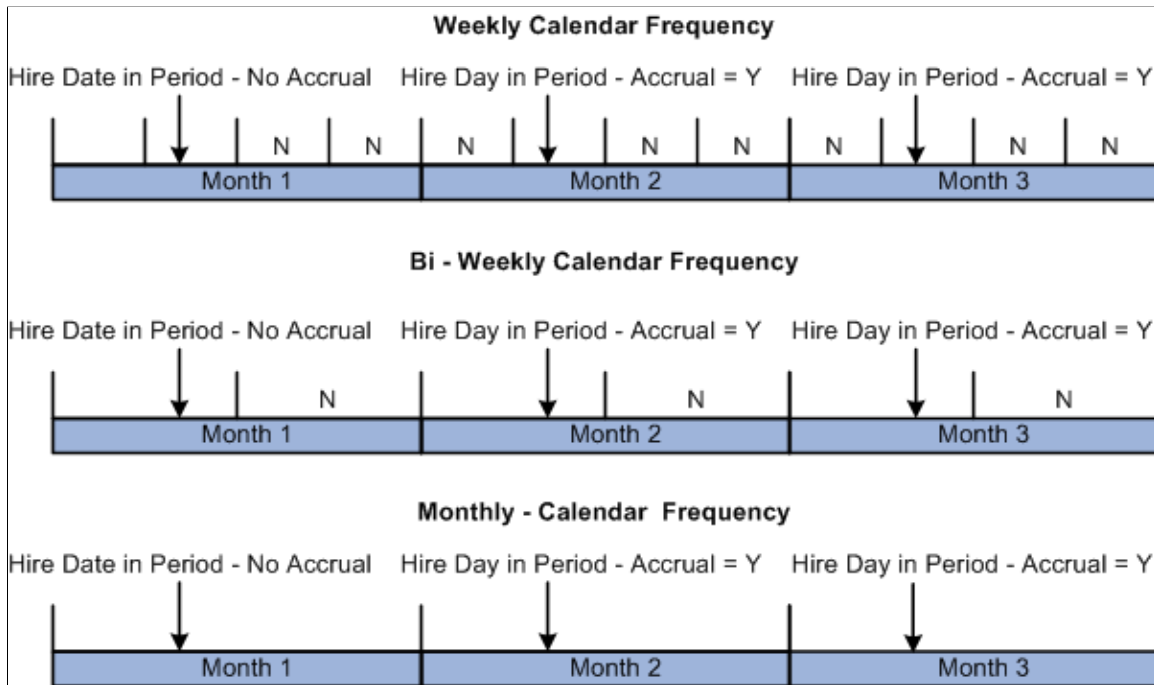 Weekly Calendar Frequency
Hire Date in Period - No Accrual Hire Day in Period - Accrual = Y Hire Day in Period - Accrual = Y
N N N N N N N N
Month 1 Month 2 Month 3
Bi - Weekly Calendar Frequency
Hire Date in Period - No Accrual Hire Day in Period - Accrual = Y Hire Day in Period - Accrual = Y
N N N
Month 1 Month 2 Month 3
Monthly - Calendar Frequency
Hire Date in Period - No Accrual Hire Day in Period - Accrual = Y Hire Day in Period - Accrual = Y
Month 1 Month 2 Month 3